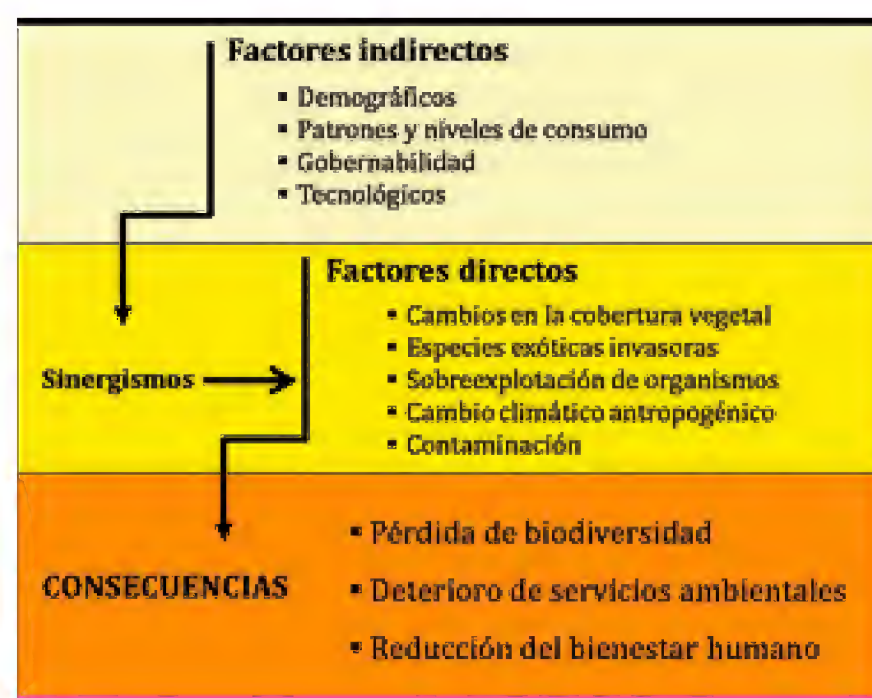 Factores indirectos
▪ Demográficos
▪ Patrones y niveles de consumo
▪ Gobernabilidad
▪ Tecnológicos
Factores directos
▪ Cambios en la cobertura vegetal
▪ Especies exóticas invasoras
Sinergismos
▪ Sobreexplotación de organismos
▪ Cambio climático antropogénico
▪ Contaminación
CONSECUENCIAS
▪ Pérdida de biodiversidad
▪ Deterioro de servicios ambientales
▪ Reducción del bienestar humano